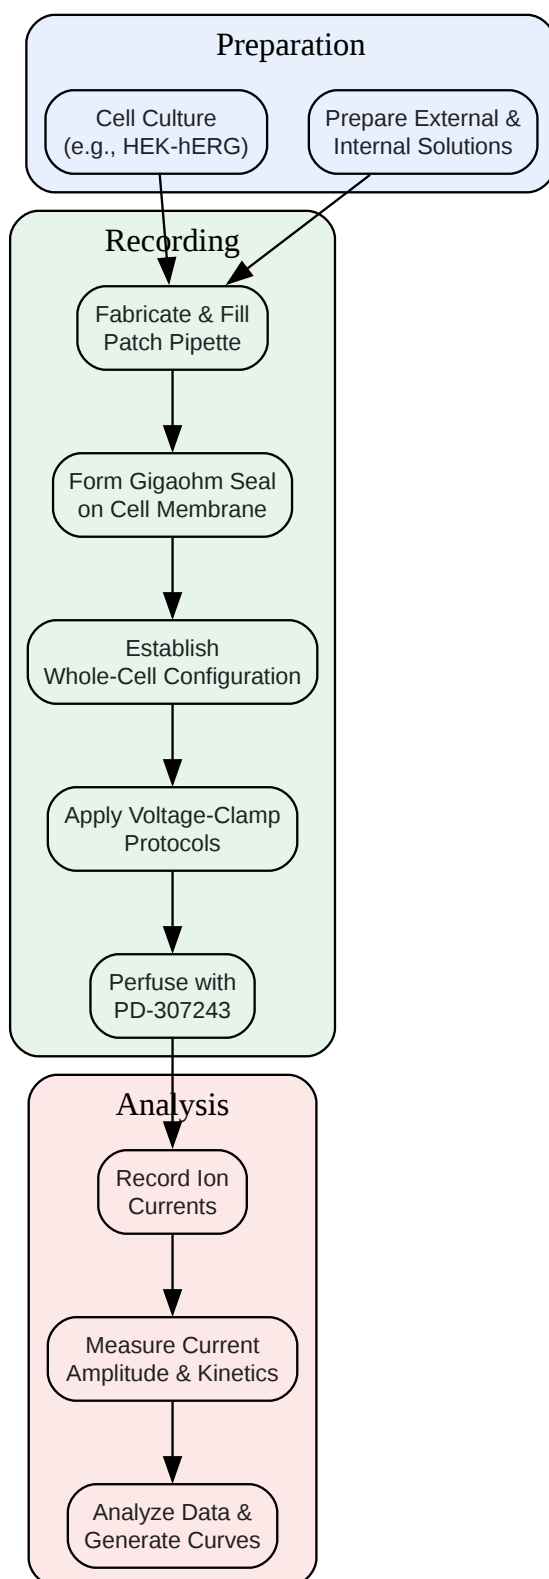 Preparation
Cell Culture
(e.g., HEK-hERG)
Prepare External &
Internal Solutions
Recording
Fabricate & Fill
Patch Pipette
Form Gigaohm Seal
on Cell Membrane
Establish
Whole-Cell Configuration
Apply Voltage-Clamp
Protocols
Perfuse with
PD-307243
Analysis
Record Ion
Currents
Measure Current
Amplitude & Kinetics
Analyze Data &
Generate Curves